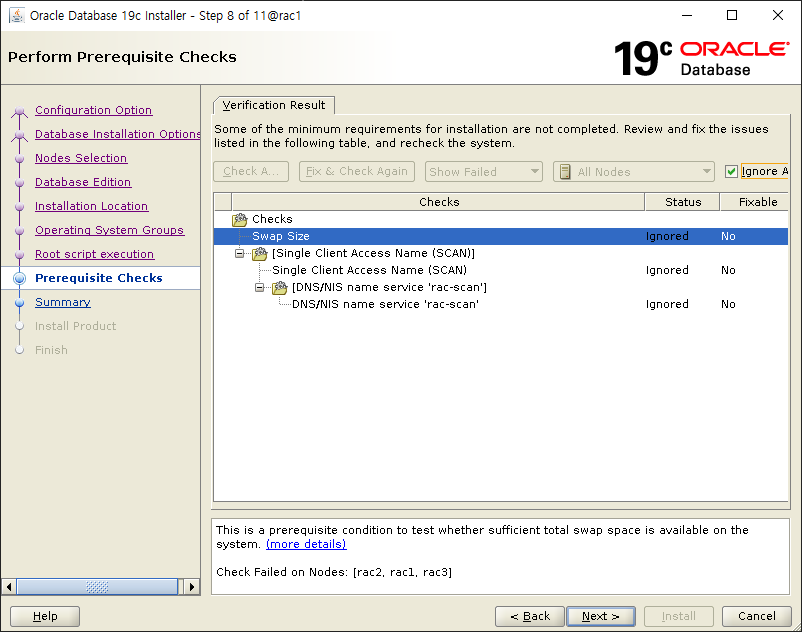 Oracle Database 19c Installer - Step 8 of 11@rac1
Perform Prerequisite Checks
19c ORACLE
Database
Configuration Option
Database Installation Options
Nodes Selection
Database Edition
Installation Location
Operating System Groups
Root script execution
Prerequisite Checks
Summary
Install Product
Finish
Verification Result
Some of the minimum requirements for installation are not completed. Review and fix the issues
listed in the following table, and recheck the system.
Check A... Fix & Check Again Show Failed All Nodes Ignore A
Checks Status Fixable
Checks
Swap Size Ignored No
[Single Client Access Name (SCAN)]
Single Client Access Name (SCAN) Ignored No
[DNS/NIS name service 'rac-scan']
DNS/NIS name service 'rac-scan' Ignored No
This is a prerequisite condition to test whether sufficient total swap space is available on the
system. (more details)
Check Failed on Nodes: [rac2, rac1, rac3]
Help < Back Next > Install Cancel